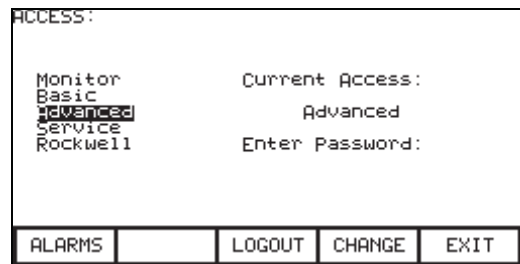 ACCESS:
Monitor
Basic
Advanced
Service
Rockwell
Current Access:
Advanced
Enter Password:
ALARMS LOGOUT CHANGE EXIT